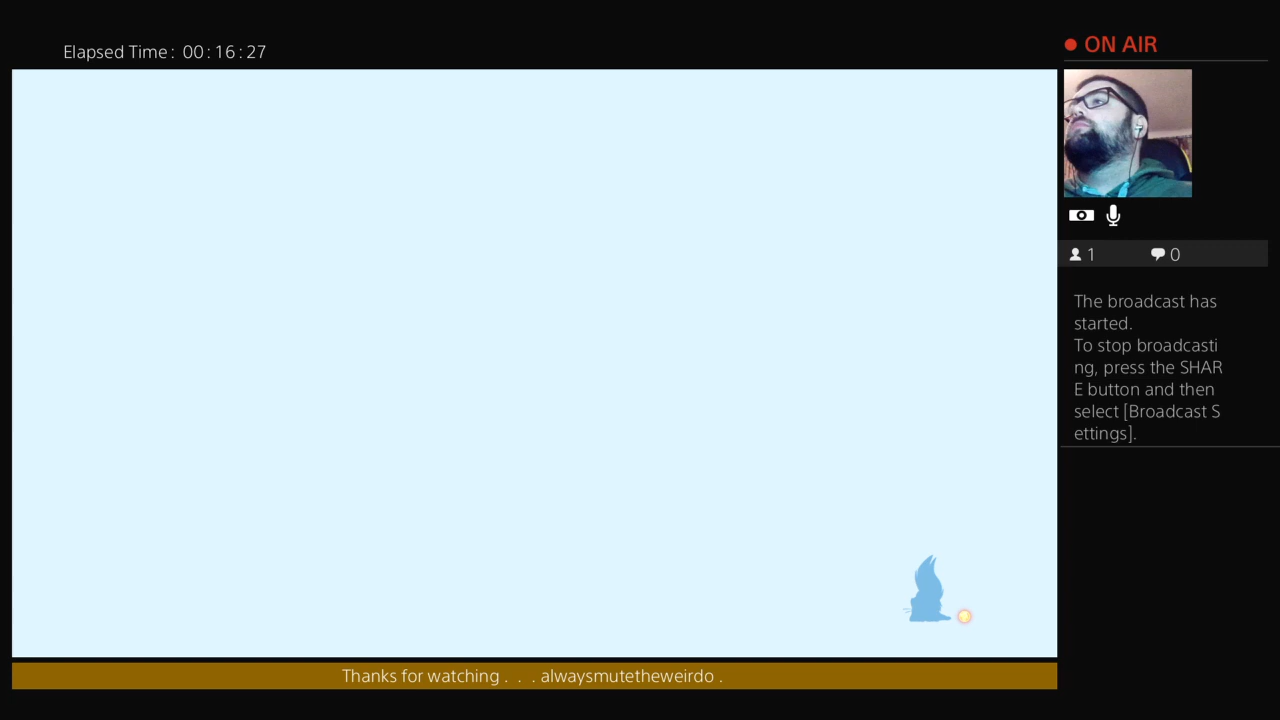 Elapsed Time: 00:16:27
ON AIR
1
0
The broadcast has
started.
To stop broadcasti
ng, press the SHAR
E button and then
select [Broadcast S
ettings].
Thanks for watching . . . alwaysmutetheweirdo .